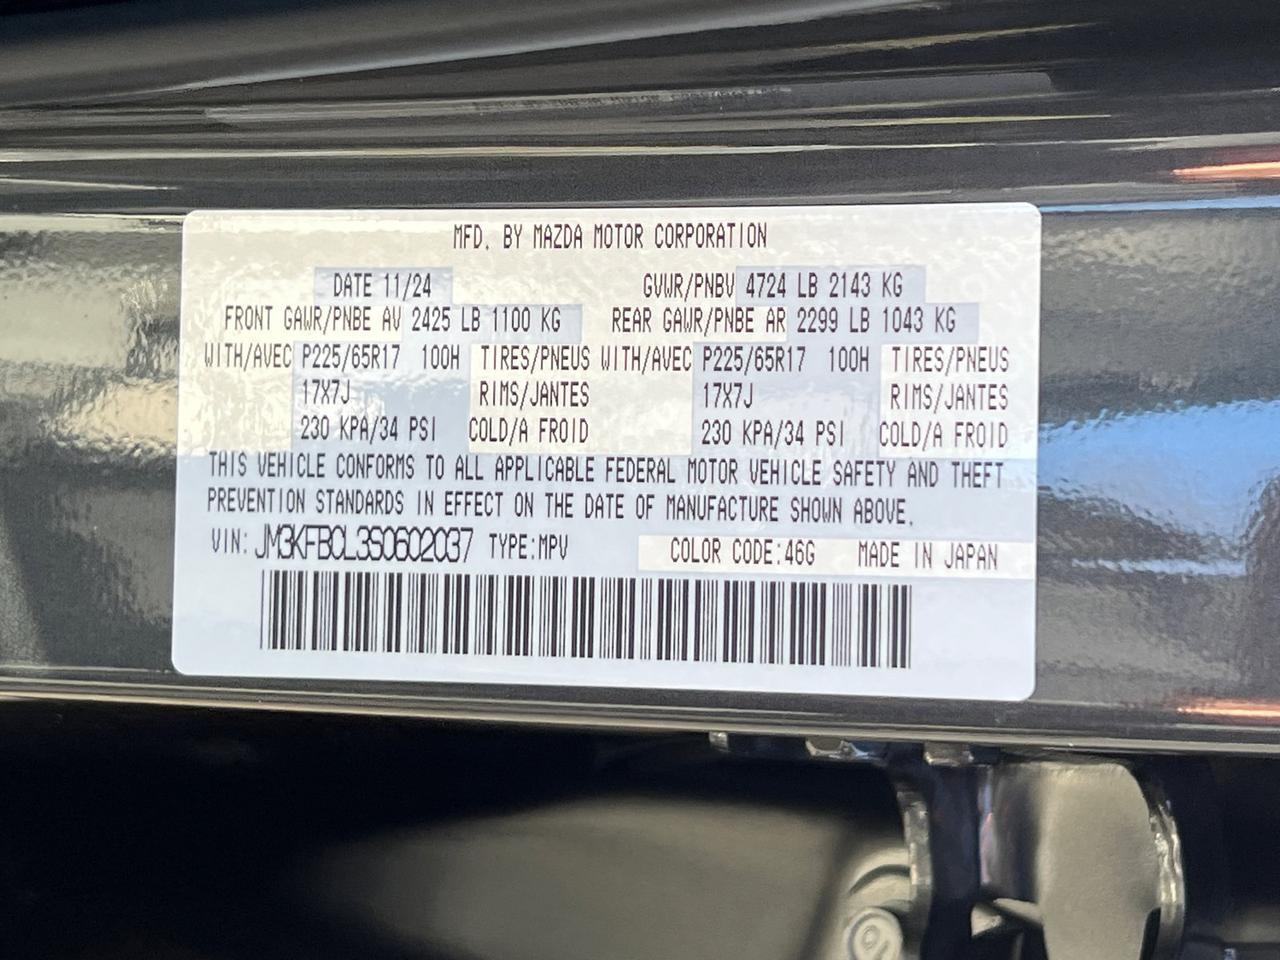 MFD. BY MAZDA MOTOR CORPORATION
DATE 11/24 GVWR/PNBV 4724 LB 2143 KG
FRONT GAWR/PNBE AV 2425 LB 1100 KG REAR GAWR/PNBE AR 2299 LB 1043 KG
WITH/AVEC P225/65R17 100H TIRES/PNEUS WITH/AVEC P225/65R17 100H TIRES/PNEUS
17X7J RIMS/JANTES 17X7J RIMS/JANTES
230 KPA/34 PSI COLD/A FROID 230 KPA/34 PSI COLD/A FROID
THIS VEHICLE CONFORMS TO ALL APPLICABLE FEDERAL MOTOR VEHICLE SAFETY AND THEFT
PREVENTION STANDARDS IN EFFECT ON THE DATE OF MANUFACTURE SHOWN ABOVE.
VIN: JM3KFBCL3S0602037 TYPE:MPV COLOR CODE:46G MADE IN JAPAN